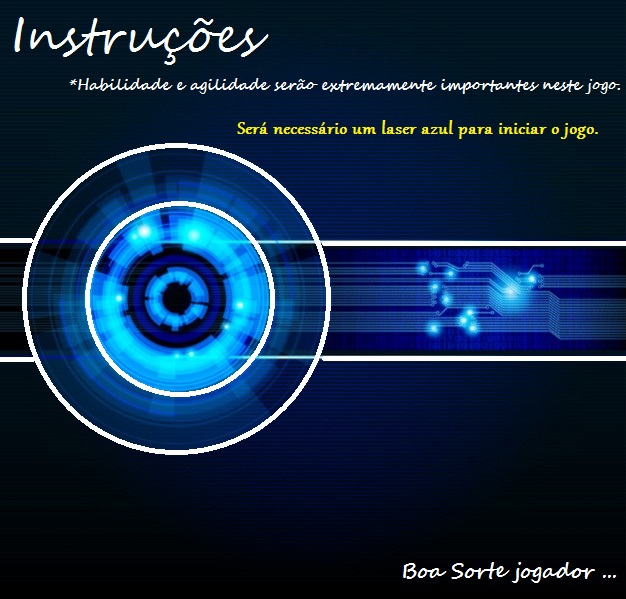 Instruções
*Habilidade e agilidade serão extremamente importantes neste jogo.
Será necessário um laser azul para iniciar o jogo.
Boa Sorte jogador ...